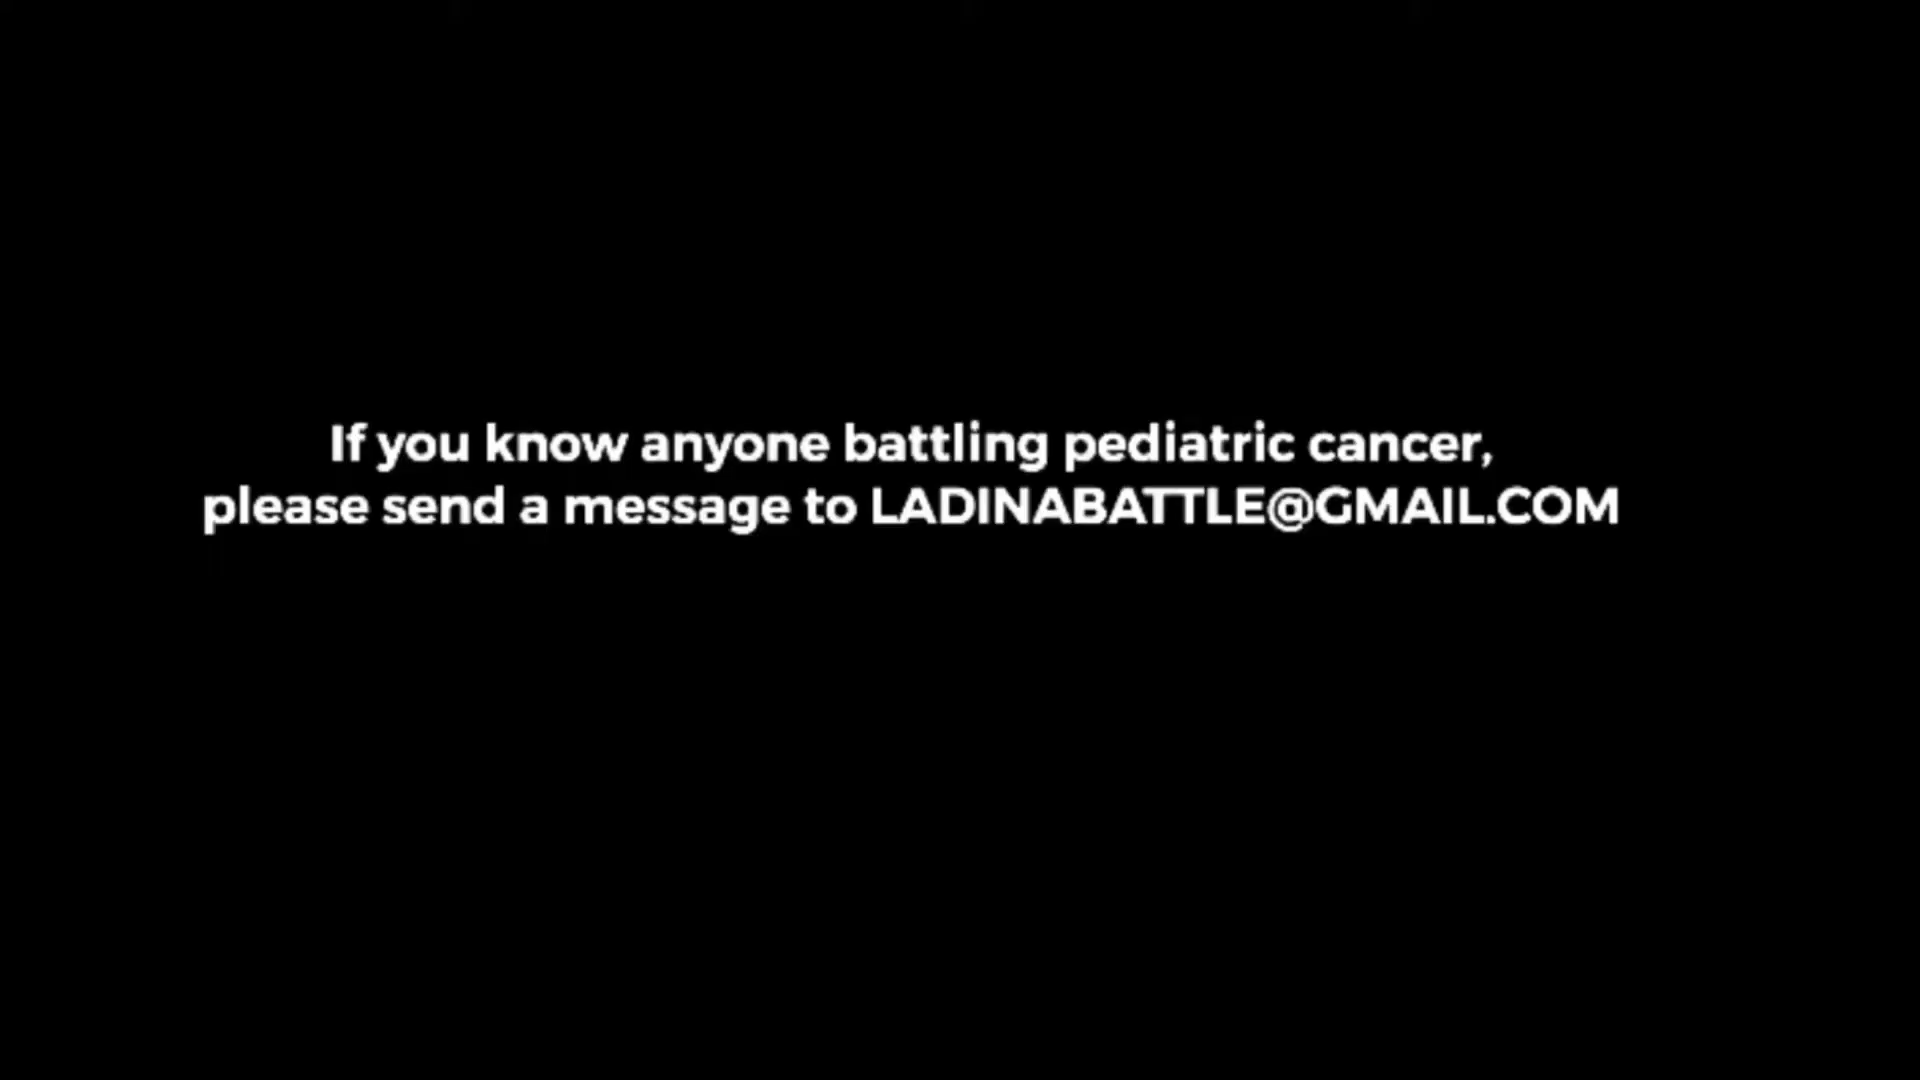 If you know anyone battling pediatric cancer,
please send a message to LADINABATTLE@GMAIL.COM